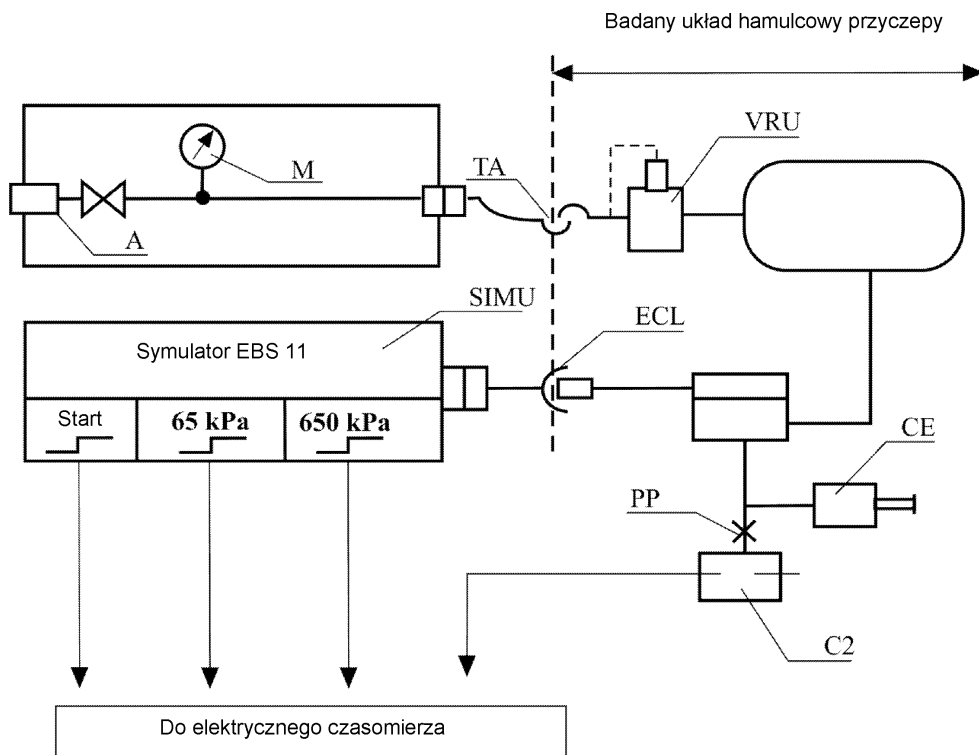 Badany układ hamulcowy przyczepy
VRU
M
TA
A
SIMU
ECL
Symulator EBS 11
Start
65 kPa
650 kPa
CE
PP
C2
Do elektrycznego czasomierza